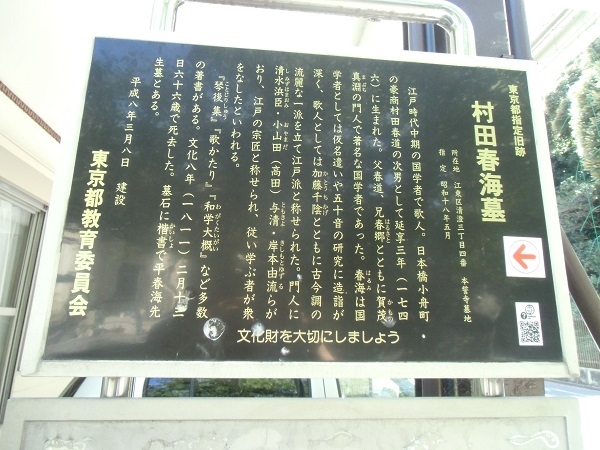 東京都指定旧跡
村田春海墓
所在地 江東区清澄三丁目四番 本誓寺墓地
指定 昭和十八年五月
江戸時代中期の国学者で歌人。日本橋小舟町
の豪商村田春道の次男として延享三年(一七四
六)に生まれた。父春道、兄春郷とともに賀茂
真淵の門人で著名な国学者であった。春海は国
学者としては仮名遣いや五十音の研究に造詣が
深く、歌人としては加藤千陰とともに古今調の
流麗な一派を立て江戸派と称せられた。門人に
清水浜臣・小山田(高田)与清・岸本由流らが
おり、江戸の宗匠と称せられ、従い学ぶ者が衆
をなしたといわれる。
『琴後集』『歌がたり』『和学大概』など多数
の著書がある。文化八年(一八一一)二月十三
日六十六歳で死去した。墓石に楷書で平春海先
生墓とある。
平成八年三月八日 建設
東京都教育委員会
文化財を大切にしましょう